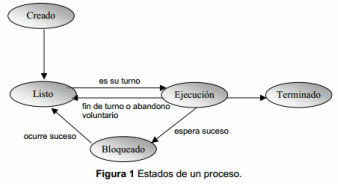 Creado
es su turno
Listo
Ejecución
Terminado
fin de turno o abandono
voluntario
ocurre suceso
espera suceso
Bloqueado
Figura 1 Estados de un proceso.